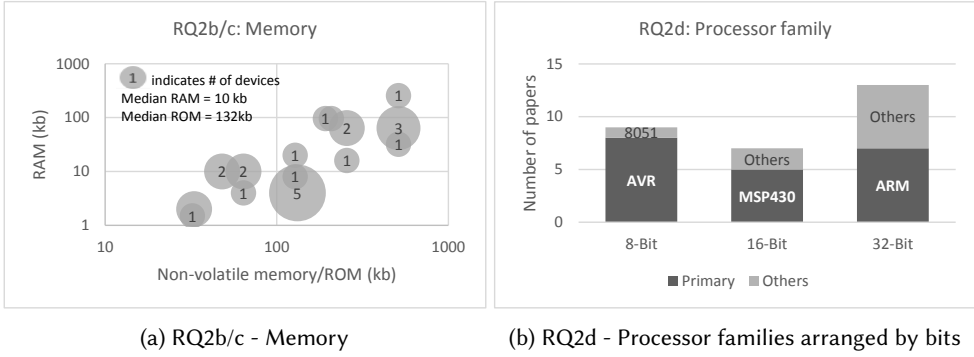 RQ2b/c: Memory
1 indicates # of devices
Median RAM = 10 kb
Median ROM = 132kb
RAM (kb)
1000
100
10
1
1
1
3
1
1
2
1
1
1
5
2
2
1
1
10
100
1000
Non-volatile memory/ROM (kb)
RQ2d: Processor family
Number of papers
15
10
5
0
8051
AVR
Others
MSP430
Others
ARM
8-Bit
16-Bit
32-Bit
Primary
Others
(a) RQ2b/c - Memory
(b) RQ2d - Processor families arranged by bits